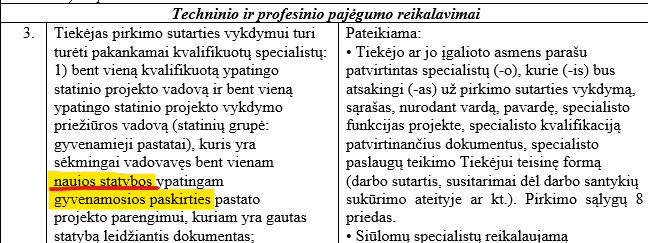 Techninio ir profesinio pajėgumo reikalavimai
3.
Tiekėjas pirkimo sutarties vykdymui turi
turėti pakankamai kvalifikuotų specialistų:
1) bent vieną kvalifikuotą ypatingo
statinio projekto vadovą ir bent vieną
ypatingo statinio projekto vykdymo
priežiūros vadovą (statinių grupė:
gyvenamieji pastatai), kuris yra
sėkmingai vadovavęs bent vienam
naujos statybos ypatingam
gyvenamosios paskirties pastato
projekto parengimui, kuriam yra gautas
statybą leidžiantis dokumentas;
Pateikiama:
• Tiekėjo ar jo įgalioto asmens parašu
patvirtintas specialistų (-o), kurie (-is) bus
atsakingi (-as) už pirkimo sutarties vykdymą,
sąrašas, nurodant vardą, pavardę, specialisto
funkcijas projekte, specialisto kvalifikaciją
patvirtinančius dokumentus, specialisto
paslaugų teikimo Tiekėjui teisinę formą
(darbo sutartis, susitarimai dėl darbo santykių
sukūrimo ateityje ar kt.). Pirkimo sąlygų 8
priedas.
• Siūlomų specialistų reikalaujamą